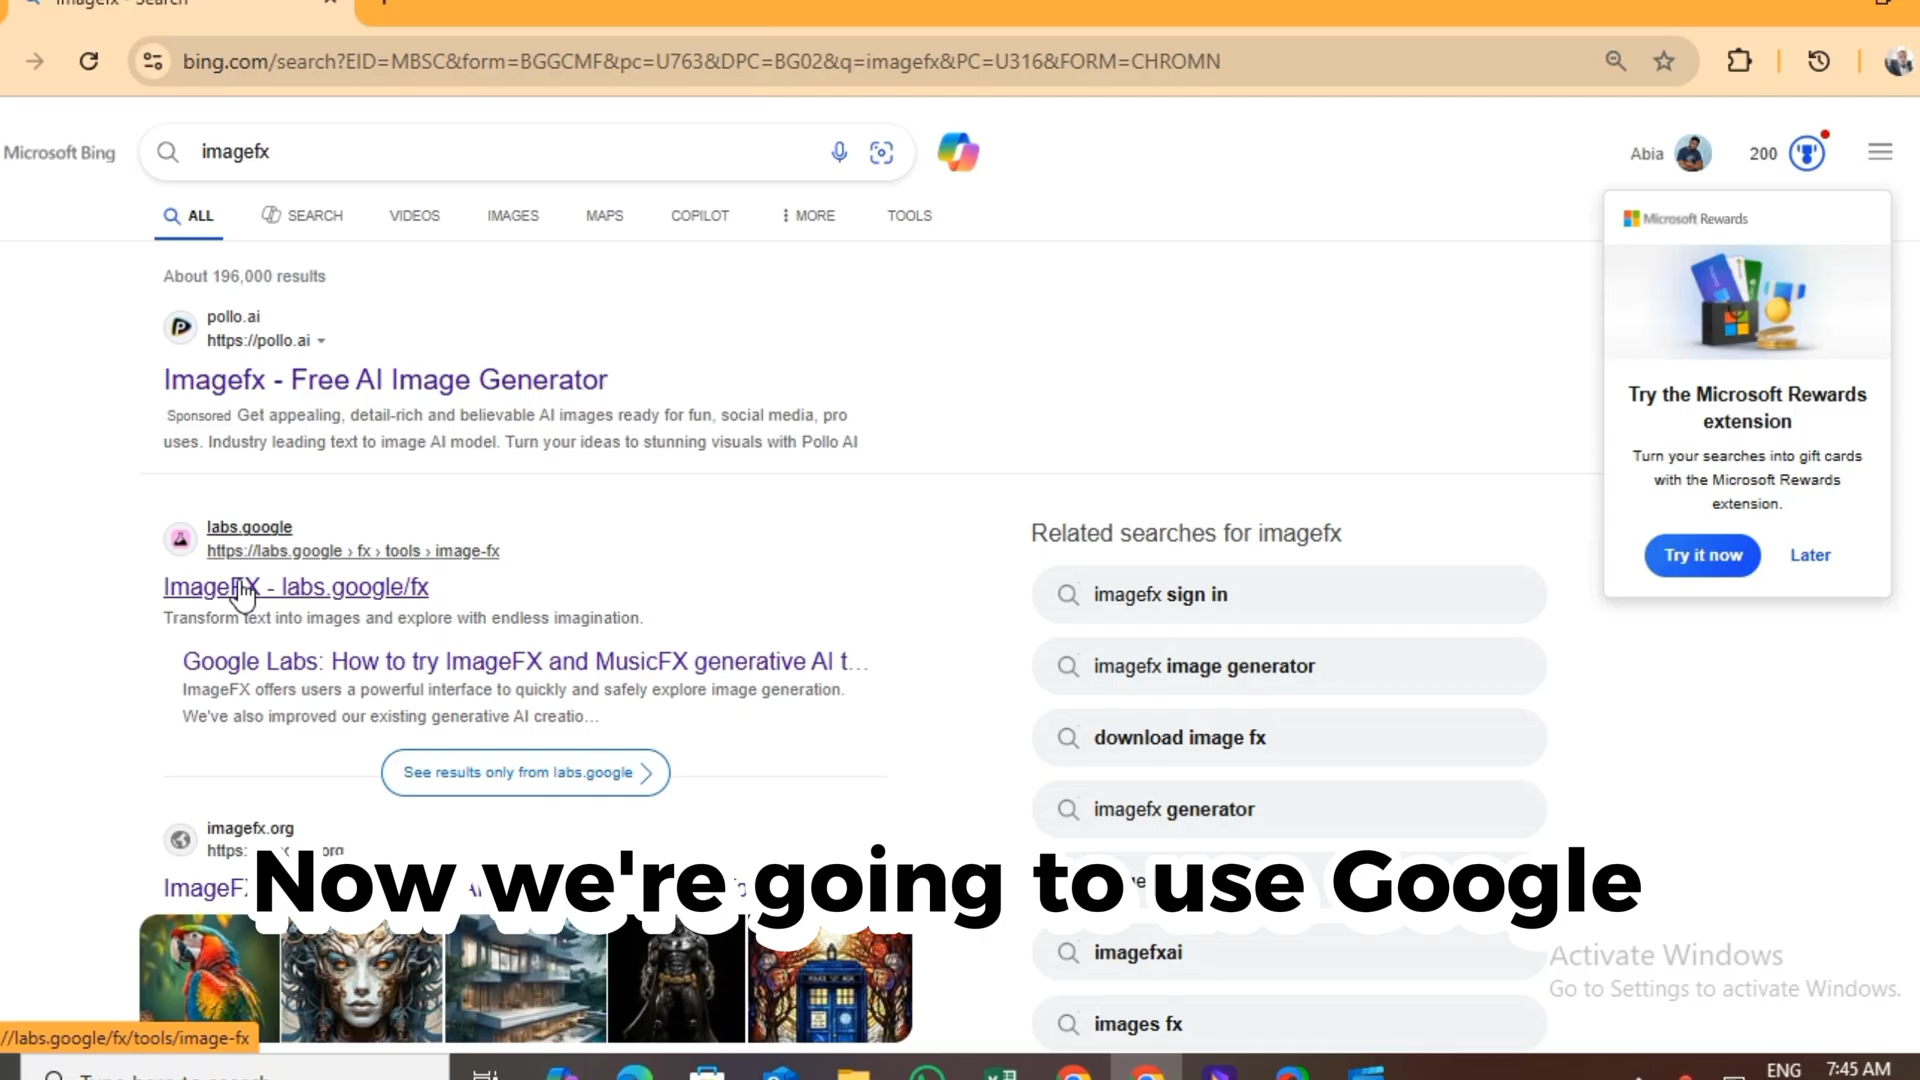 imagefx - Search
bing.com/search?EID=MBSC&form=BGGCMF&pc=U763&DPC=BG02&q=imagefx&PC=U316&FORM=CHROMN
Microsoft Bing
imagefx
Abia
200
ALL
SEARCH
VIDEOS
IMAGES
MAPS
COPILOT
MORE
TOOLS
About 196,000 results
pollo.ai
https://pollo.ai
Imagefx - Free AI Image Generator
Sponsored Get appealing, detail-rich and believable AI images ready for fun, social media, pro
uses. Industry leading text to image AI model. Turn your ideas to stunning visuals with Pollo AI
labs.google
https://labs.google › fx › tools › image-fx
ImageFX - labs.google/fx
Transform text into images and explore with endless imagination.
Google Labs: How to try ImageFX and MusicFX generative AI t...
ImageFX offers users a powerful interface to quickly and safely explore image generation.
We've also improved our existing generative AI creatio...
See results only from labs.google
imagefx.org
https:
org
ImageF
Related searches for imagefx
imagefx sign in
imagefx image generator
download image fx
imagefx generator
imagefxai
images fx
Microsoft Rewards
Try the Microsoft Rewards
extension
Turn your searches into gift cards
with the Microsoft Rewards
extension.
Try it now
Later
Now we're going to use Google
Activate Windows
Go to Settings to activate Windows.
//labs.google/fx/tools/image-fx
Type here to search
ENG
7:45 AM